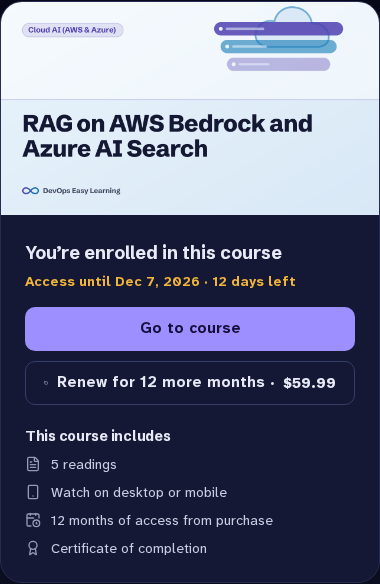 Cloud AI (AWS & Azure)
RAG on AWS Bedrock and
Azure AI Search
DevOps Easy Learning
You're enrolled in this course
Access until Dec 7, 2026 · 12 days left
Go to course
Renew for 12 more months · $59.99
This course includes
5 readings
Watch on desktop or mobile
12 months of access from purchase
Certificate of completion